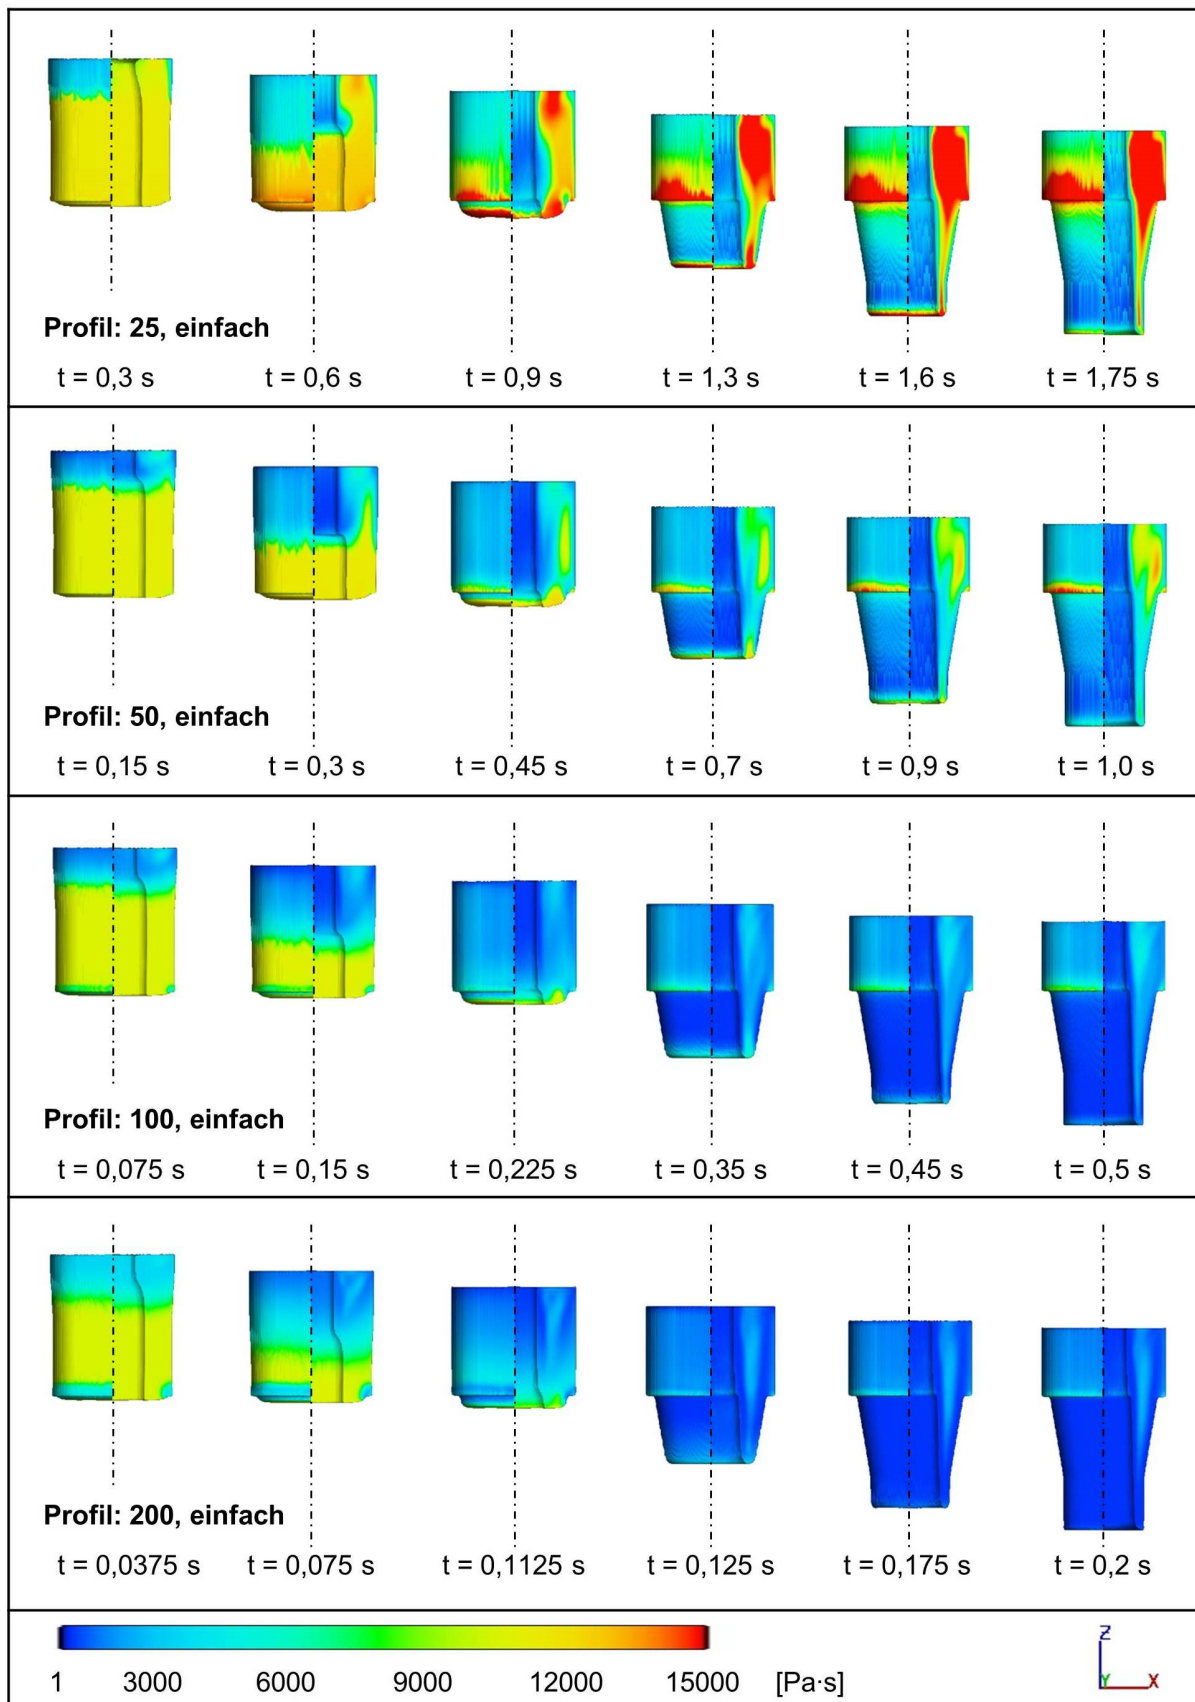 Profil: 25, einfach
t = 0,3 s t = 0,6 s t = 0,9 s t = 1,3 s t = 1,6 s t = 1,75 s
Profil: 50, einfach
t = 0,15 s t = 0,3 s t = 0,45 s t = 0,7 s t = 0,9 s t = 1,0 s
Profil: 100, einfach
t = 0,075 s t = 0,15 s t = 0,225 s t = 0,35 s t = 0,45 s t = 0,5 s
Profil: 200, einfach
t = 0,0375 s t = 0,075 s t = 0,1125 s t = 0,125 s t = 0,175 s t = 0,2 s
1 3000 6000 9000 12000 15000 [Pa·s]
Z
Y X